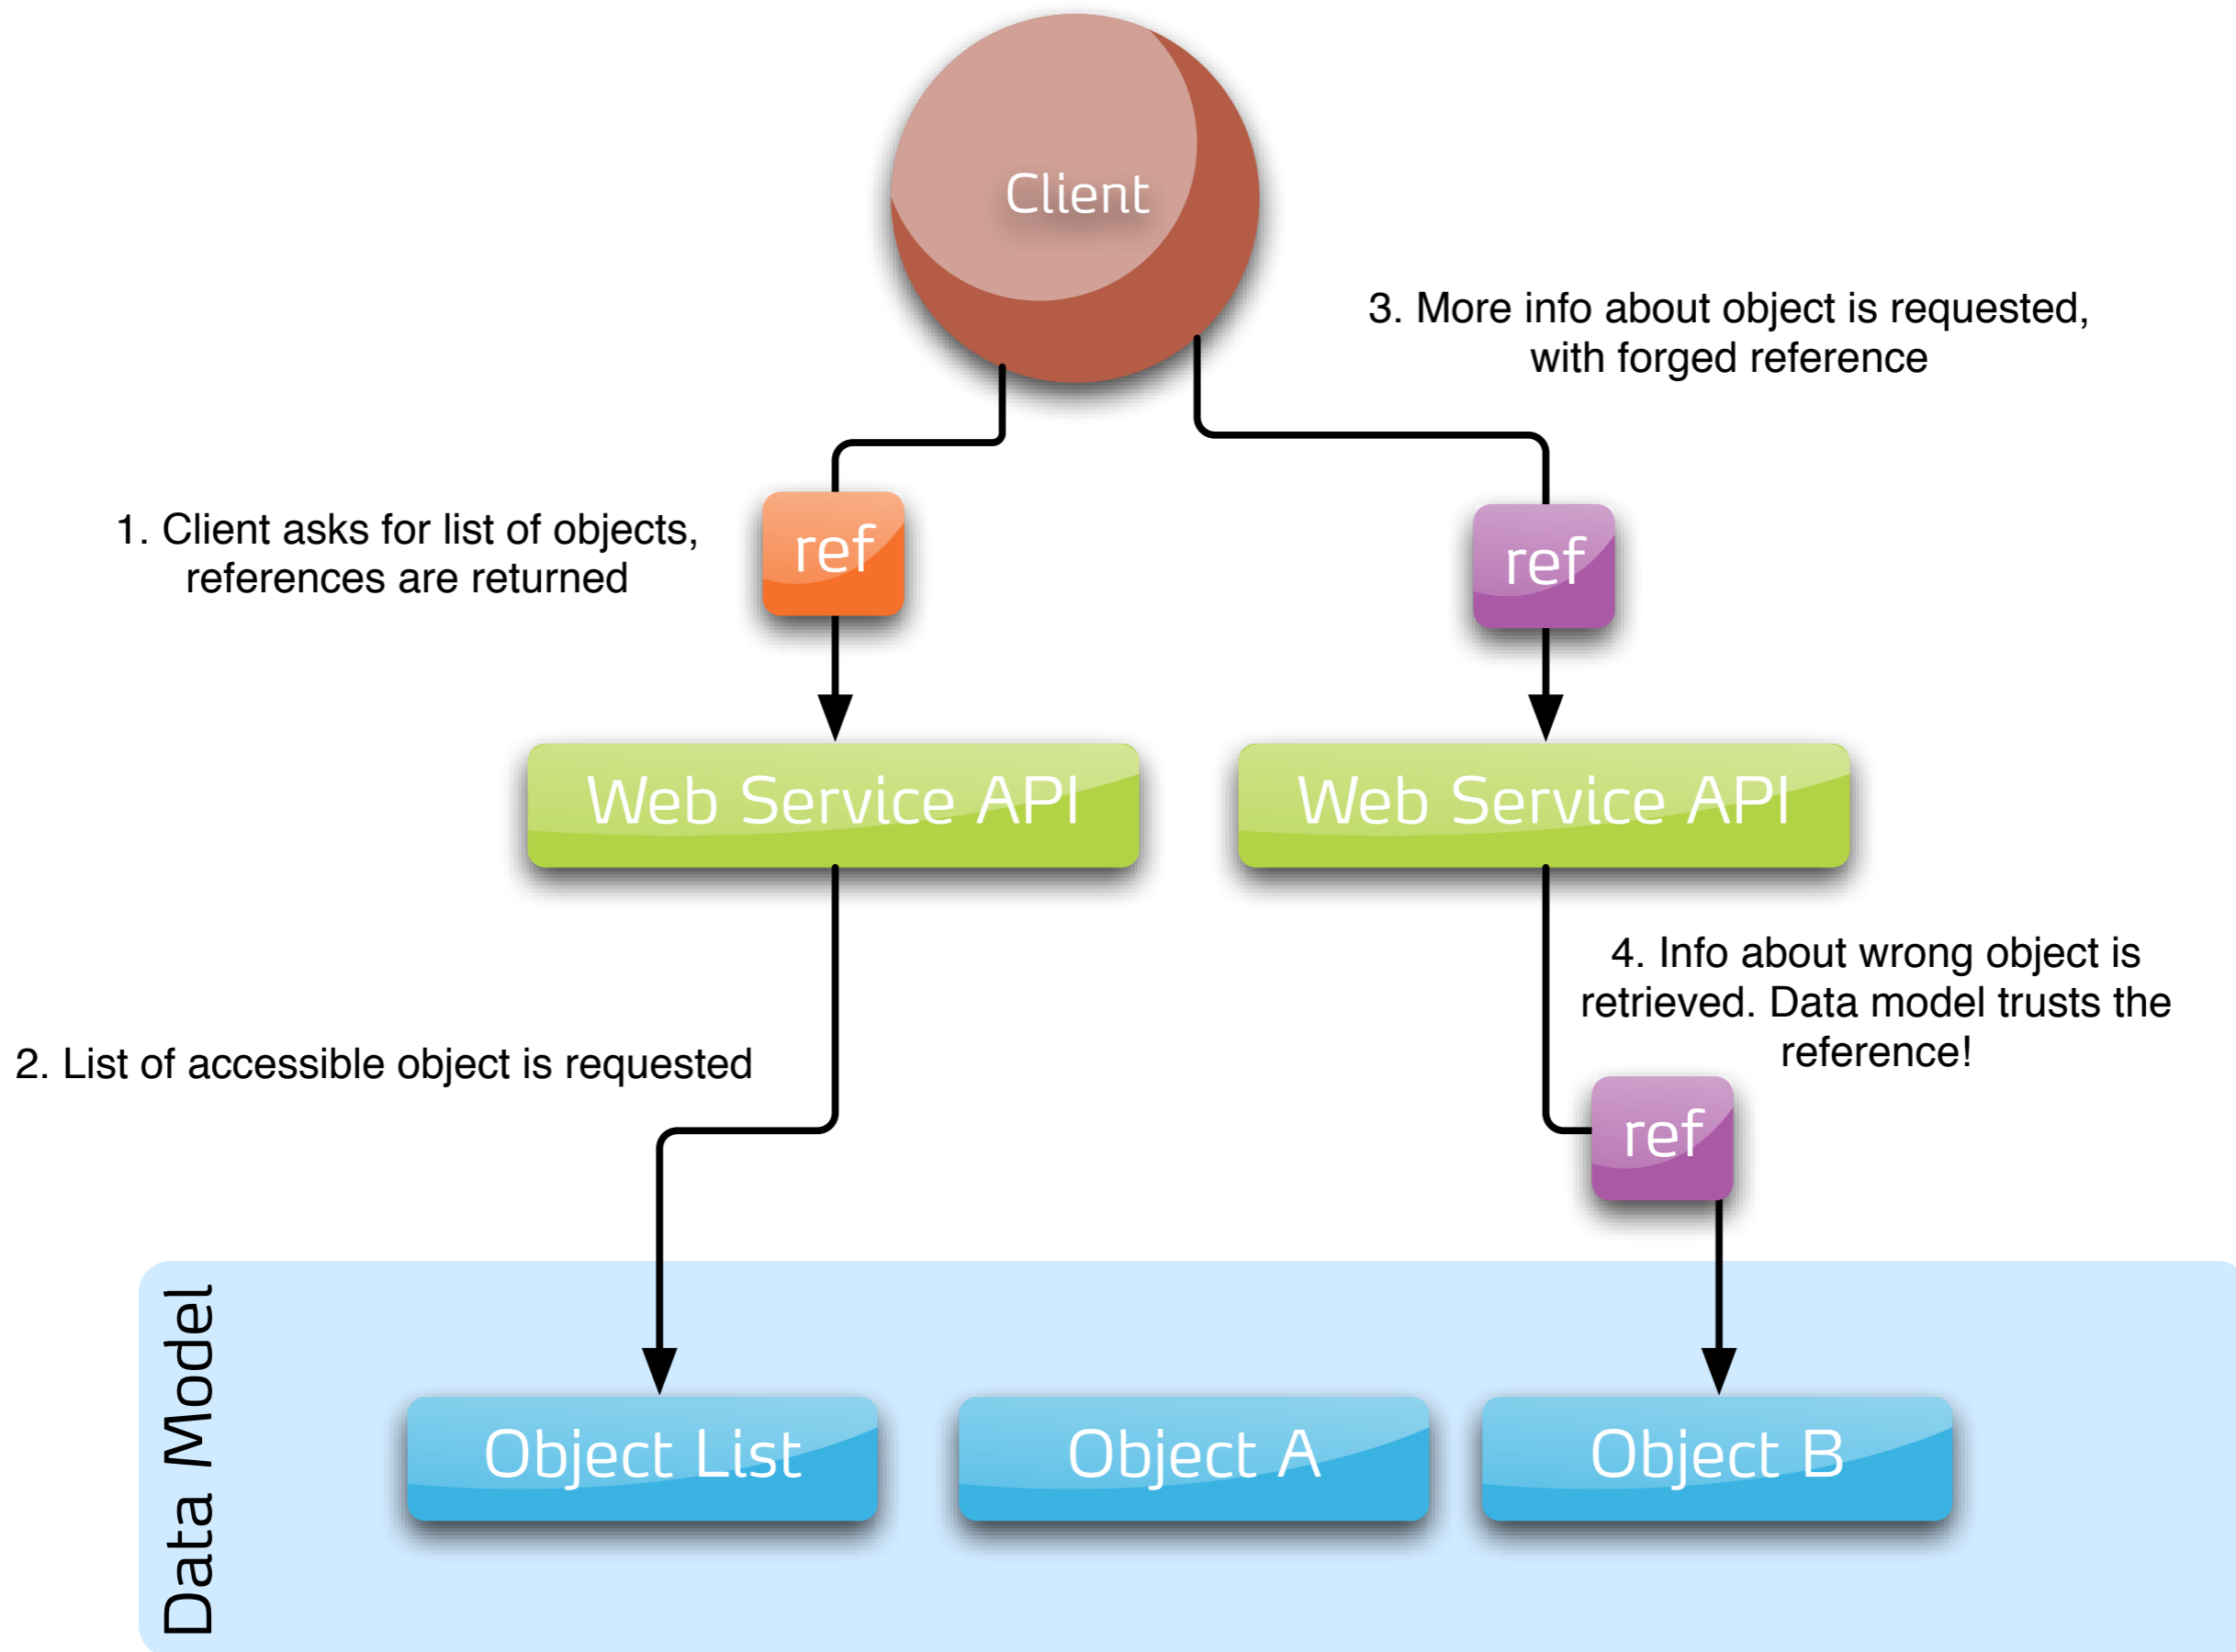 Client
3. More info about object is requested,
with forged reference
1. Client asks for list of objects,
references are returned
ref
ref
Web Service API
Web Service API
4. Info about wrong object is
retrieved. Data model trusts the
reference!
2. List of accessible object is requested
ref
Data Model
Object List
Object A
Object B